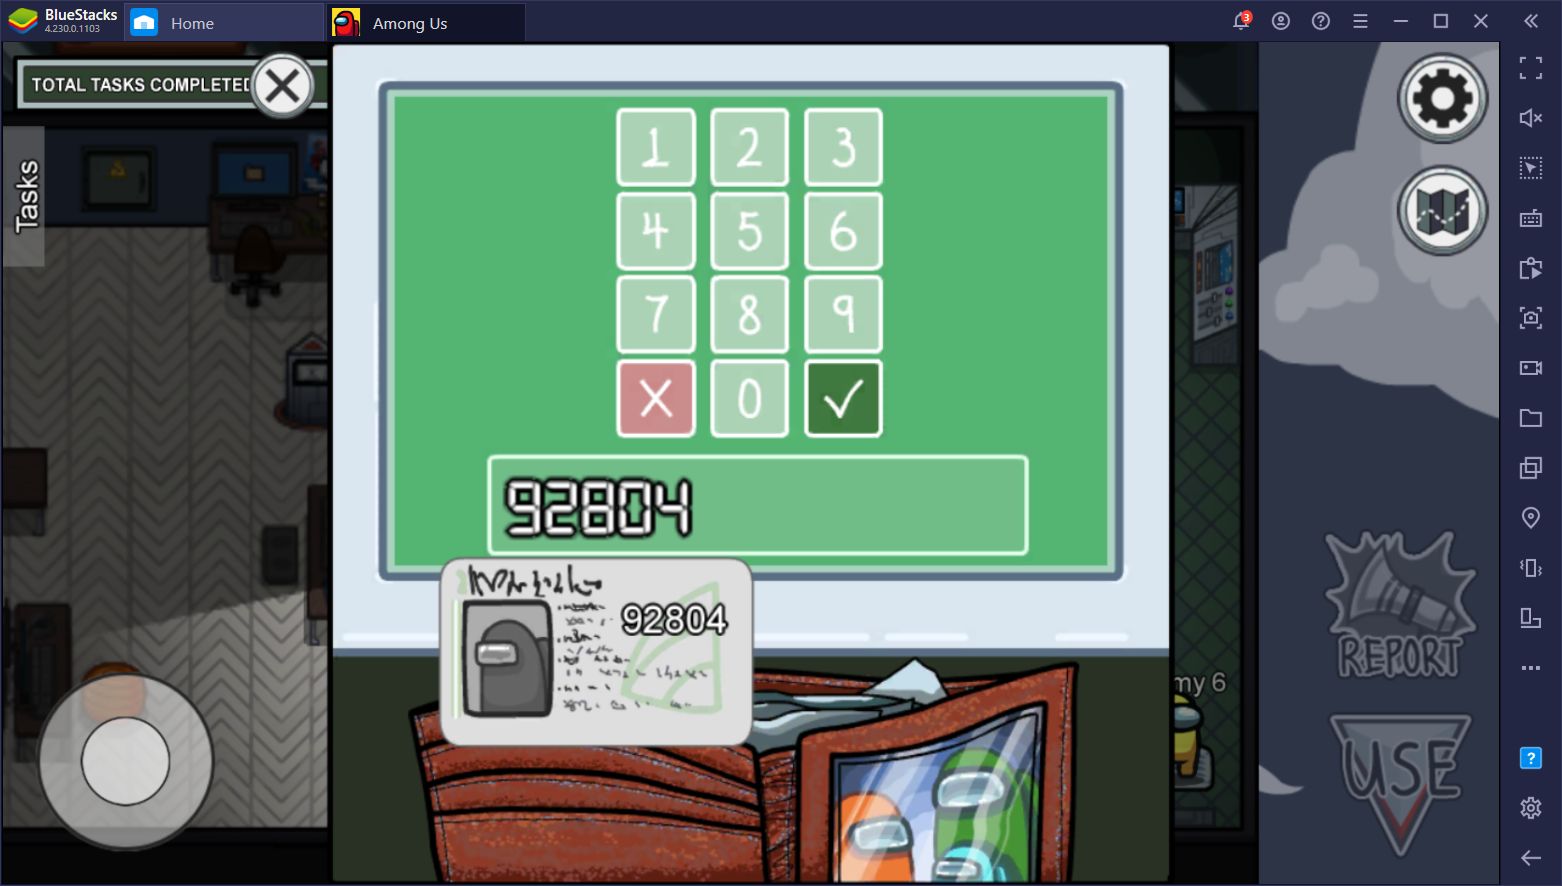 BlueStacks
4.230.0.1103
Home
Among Us
3
TOTAL TASKS COMPLETED
Tasks
1 2 3
4 5 6
7 8 9
X 0 ✓
92804
92804
my 6
REPORT
USE
?